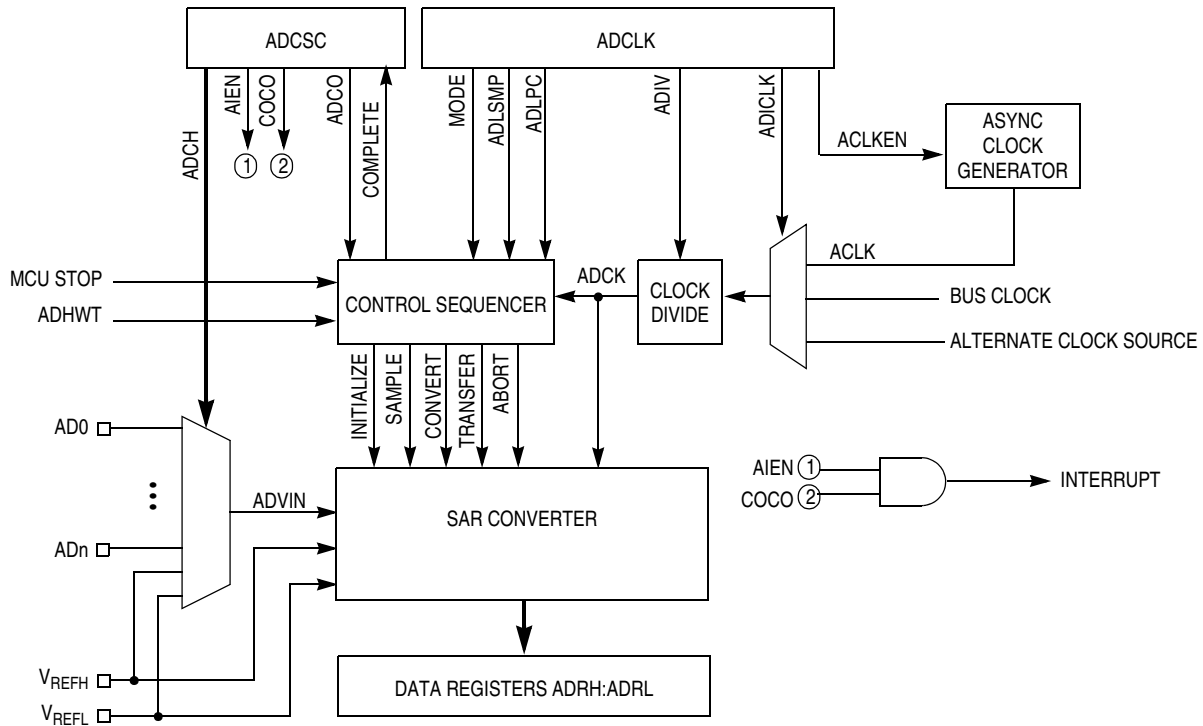 ADCSC
ADCLK
ADCH
AIEN
COCO
ADCO
COMPLETE
MODE
ADLSMP
ADLPC
ADIV
ADICLK
ACLKEN
ASYNC
CLOCK
GENERATOR
1
2
ACLK
MCU STOP
ADHWT
CONTROL SEQUENCER
ADCK
CLOCK
DIVIDE
BUS CLOCK
ALTERNATE CLOCK SOURCE
INITIALIZE
SAMPLE
CONVERT
TRANSFER
ABORT
AD0
•••
ADn
ADVIN
SAR CONVERTER
AIEN 1
COCO 2
INTERRUPT
VREFH
VREFL
DATA REGISTERS ADRH:ADRL